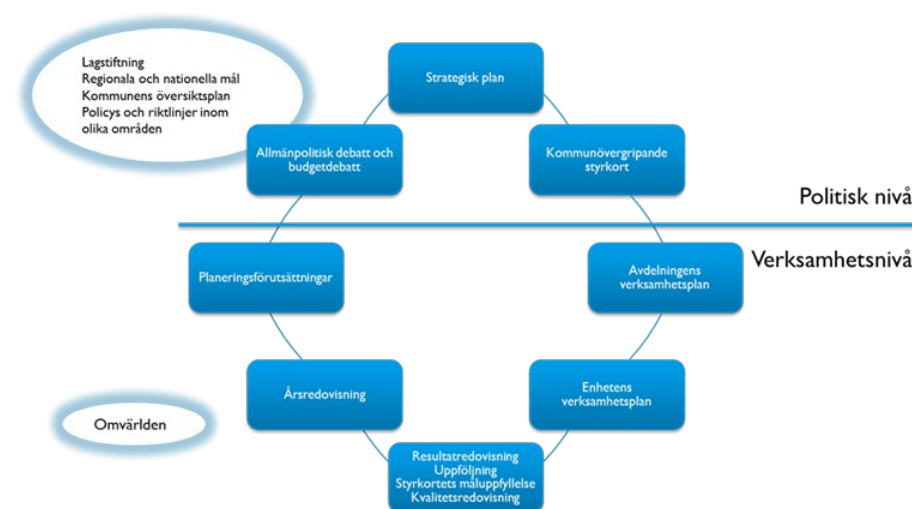 Lagstiftning
Regionala och nationella mål
Kommunens översiktsplan
Policys och riktlinjer inom
olika områden
Strategisk plan
Allmänpolitisk debatt och
budgetdebatt
Kommunövergripande
styrkort
Politisk nivå
Verksamhetsnivå
Planeringsförutsättningar
Avdelningens
verksamhetsplan
Årsredovisning
Enhetens
verksamhetsplan
Omvärlden
Resultatredovisning
Uppföljning
Styrkortets måluppfyllelse
Kvalitetsredovisning